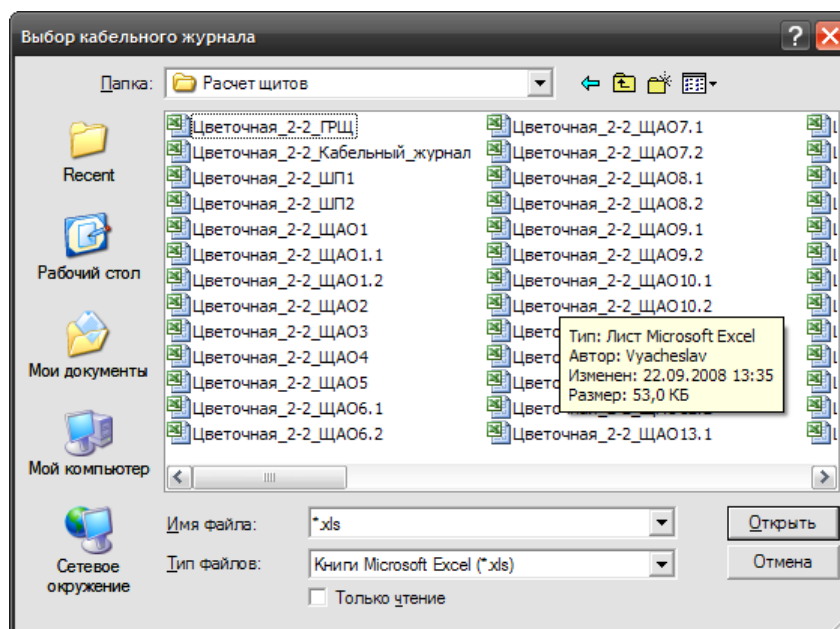 Выбор кабельного журнала
Папка: Расчет щитов
Recent
Рабочий стол
Мои документы
Мой компьютер
Сетевое окружение
Цветочная_2-2_ГРЩ
Цветочная_2-2_Кабельный_журнал
Цветочная_2-2_ШП1
Цветочная_2-2_ШП2
Цветочная_2-2_ЩАО1
Цветочная_2-2_ЩАО1.1
Цветочная_2-2_ЩАО1.2
Цветочная_2-2_ЩАО2
Цветочная_2-2_ЩАО3
Цветочная_2-2_ЩАО4
Цветочная_2-2_ЩАО5
Цветочная_2-2_ЩАО6.1
Цветочная_2-2_ЩАО6.2
Цветочная_2-2_ЩАО7.1
Цветочная_2-2_ЩАО7.2
Цветочная_2-2_ЩАО8.1
Цветочная_2-2_ЩАО8.2
Цветочная_2-2_ЩАО9.1
Цветочная_2-2_ЩАО9.2
Цветочная_2-2_ЩАО10.1
Цветочная_2-2_ЩАО10.2
Цветочная_2-2_ЩАО13.1
Тип: Лист Microsoft Excel
Автор: Vyacheslav
Изменен: 22.09.2008 13:35
Размер: 53,0 КБ
Имя файла: *.xls
Тип файлов: Книги Microsoft Excel (*.xls)
Только чтение
Открыть
Отмена